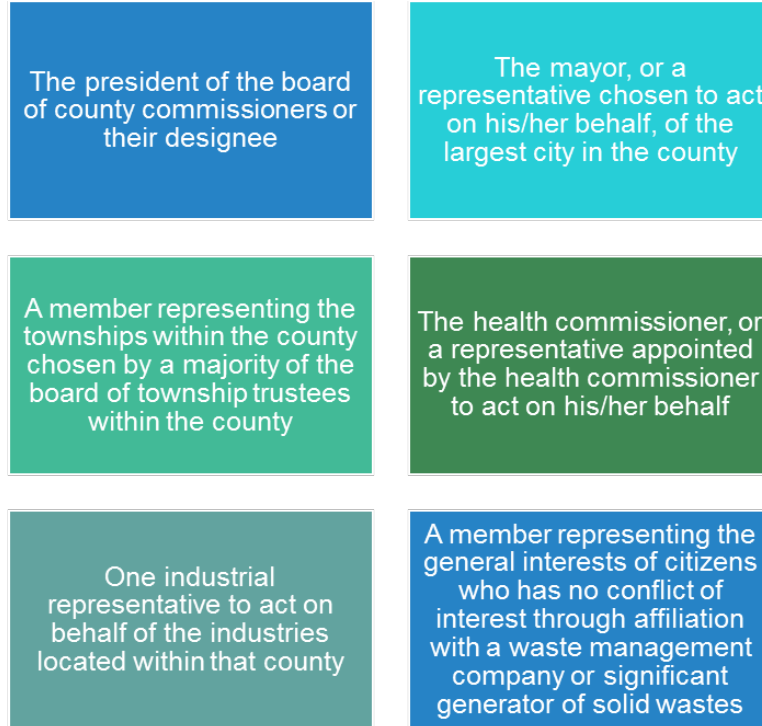 The president of the board
of county commissioners or
their designee
The mayor, or a
representative chosen to act
on his/her behalf, of the
largest city in the county
A member representing the
townships within the county
chosen by a majority of the
board of township trustees
within the county
The health commissioner, or
a representative appointed
by the health commissioner
to act on his/her behalf
One industrial
representative to act on
behalf of the industries
located within that county
A member representing the
general interests of citizens
who has no conflict of
interest through affiliation
with a waste management
company or significant
generator of solid wastes